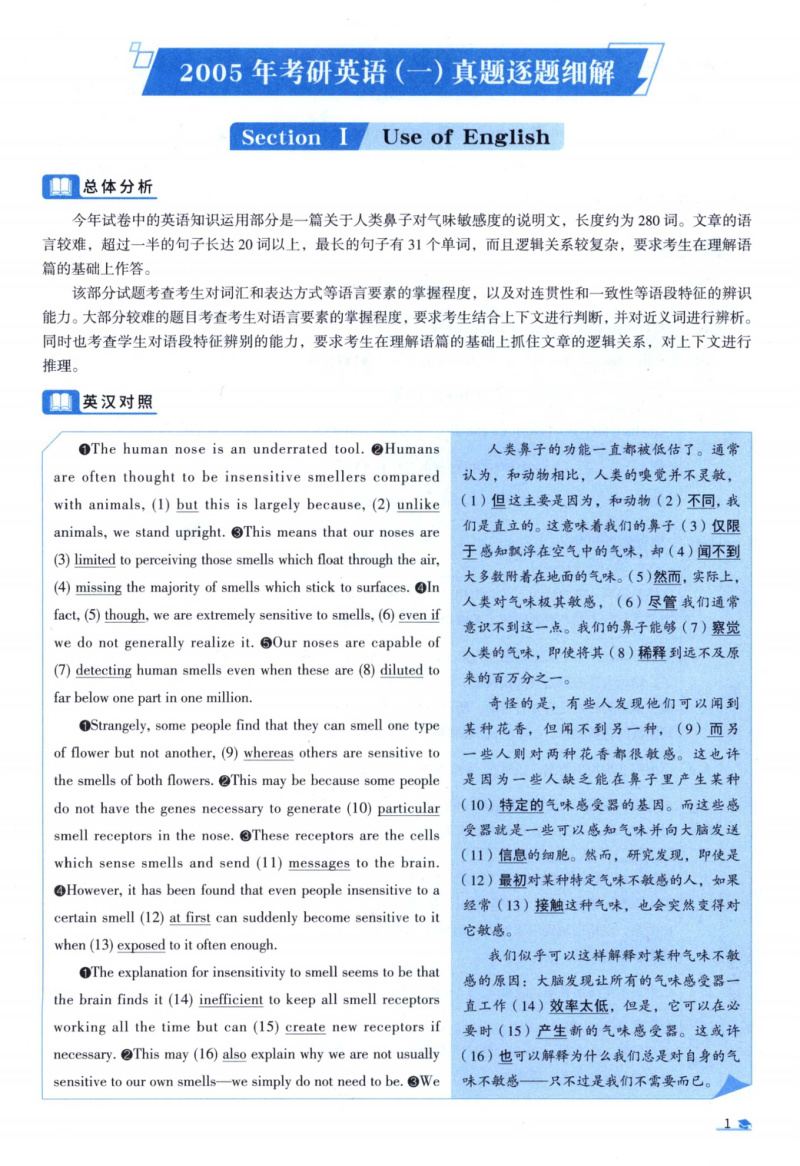 2005 年考研英语（一）真题逐题细解
Section Ⅰ Use of English
总体分析
今年试卷中的英语知识运用部分是一篇关于人类鼻子对气味敏感度的说明文，长度约为 280 词。文章的语
言较难，超过一半的句子长达 20 词以上，最长的句子有 31 个单词，而且逻辑关系较复杂，要求考生在理解语
篇的基础上作答。
该部分试题考查考生对词汇和表达方式等语言要素的掌握程度，以及对连贯性和一致性等语段特征的辨识
能力。大部分较难的题目考查考生对语言要素的掌握程度，要求考生结合上下文进行判断，并对近义词进行辨析。
同时也考查学生对语段特征辨别的能力，要求考生在理解语篇的基础上抓住文章的逻辑关系，对上下文进行
推理。
英汉对照
❶The human nose is an underrated tool. ❷Humans
are often thought to be insensitive smellers compared
with animals, (1) but this is largely because, (2) unlike
animals, we stand upright. ❸This means that our noses are
(3) limited to perceiving those smells which float through the air,
(4) missing the majority of smells which stick to surfaces. ❹In
fact, (5) though, we are extremely sensitive to smells, (6) even if
we do not generally realize it. ❺Our noses are capable of
(7) detecting human smells even when these are (8) diluted to
far below one part in one million.
❶Strangely, some people find that they can smell one type
of flower but not another, (9) whereas others are sensitive to
the smells of both flowers. ❷This may be because some people
do not have the genes necessary to generate (10) particular
smell receptors in the nose. ❸These receptors are the cells
which sense smells and send (11) messages to the brain.
❹However, it has been found that even people insensitive to a
certain smell (12) at first can suddenly become sensitive to it
when (13) exposed to it often enough.
❶The explanation for insensitivity to smell seems to be that
the brain finds it (14) inefficient to keep all smell receptors
working all the time but can (15) create new receptors if
necessary. ❷This may (16) also explain why we are not usually
sensitive to our own smells—we simply do not need to be. ❸We
人类鼻子的功能一直都被低估了。通常
认为，和动物相比，人类的嗅觉并不灵敏，
（1）但这主要是因为，和动物（2）不同，我
们是直立的。这意味着我们的鼻子（3）仅限
于感知飘浮在空气中的气味，却（4）闻不到
大多数附着在地面的气味。（5）然而，实际上，
人类对气味极其敏感，（6）尽管我们通常
意识不到这一点。我们的鼻子能够（7）察觉
人类的气味，即使将其（8）稀释到远不及原
来的百万分之一。
奇怪的是，有些人发现他们可以闻到
某种花香，但闻不到另一种，（9）而另
一些人则对两种花香都很敏感。这也许
是因为一些人缺乏能在鼻子里产生某种
（10）特定的气味感受器的基因。而这些感
受器就是一些可以感知气味并向大脑发送
（11）信息的细胞。然而，研究发现，即使是
（12）最初对某种特定气味不敏感的人，如果
经常（13）接触这种气味，也会突然变得对
它敏感。
我们似乎可以这样解释对某种气味不敏
感的原因：大脑发现让所有的气味感受器一
直工作（14）效率太低，但是，它可以在必
要时（15）产生新的气味感受器。这或许
（16）也可以解释为什么我们总是对自身的气
味不敏感——只不过是我们不需要而已。
1